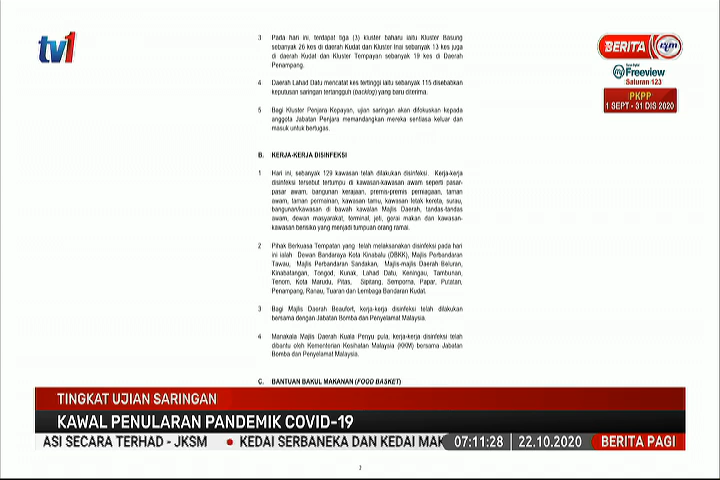 tv1
BERITA rtm
myFreeview
Saluran 123
PKPP
1 SEPT - 31 DIS 2020
3 Pada hari ini, terdapat tiga (3) kluster baharu iaitu Kluster Basung
sebanyak 26 kes di daerah Kudat dan Kluster Inai sebanyak 13 kes juga
di daerah Kudat dan Kluster Tempayan sebanyak 19 kes di Daerah
Penampang.
4 Daerah Lahad Datu mencatat kes tertinggi iaitu sebanyak 115 disebabkan
keputusan saringan tertangguh (backlog) yang baru diterima.
5 Bagi Kluster Penjara Kepayan, ujian saringan akan difokuskan kepada
anggota Jabatan Penjara memandangkan mereka sentiasa keluar dan
masuk untuk bertugas.
B. KERJA-KERJA DISINFEKSI
1 Hari ini, sebanyak 129 kawasan telah dilakukan disinfeksi. Kerja-kerja
disinfeksi tersebut tertumpu di kawasan-kawasan awam seperti pasar-
pasar awam, bangunan kerajaan, premis-premis perniagaan, taman
awam, taman permainan, kawasan tamu, kawasan letak kereta, surau,
bangunan/kawasan di bawah kawalan Majlis Daerah, tandas-tandas
awam, dewan masyarakat, terminal, jeti, gerai makan dan kawasan-
kawasan berisiko yang menjadi tumpuan orang ramai.
2 Pihak Berkuasa Tempatan yang telah melaksanakan disinfeksi pada hari
ini ialah Dewan Bandaraya Kota Kinabalu (DBKK), Majlis Perbandaran
Tawau, Majlis Perbandaran Sandakan, Majlis-majlis Daerah Beluran,
Kinabatangan, Tongod, Kunak, Lahad Datu, Keningau, Tambunan,
Tenom, Kota Marudu, Pitas, Sipitang, Semporna, Papar, Putatan,
Penampang, Ranau, Tuaran dan Lembaga Bandaran Kudat.
3 Bagi Majlis Daerah Beaufort, kerja-kerja disinfeksi telah dilakukan
bersama dengan Jabatan Bomba dan Penyelamat Malaysia.
4 Manakala Majlis Daerah Kuala Penyu pula, kerja-kerja disinfeksi telah
dibantu oleh Kementerian Kesihatan Malaysia (KKM) bersama Jabatan
Bomba dan Penyelamat Malaysia.
C. BANTUAN BAKUL MAKANAN (FOOD BASKET)
TINGKAT UJIAN SARINGAN
KAWAL PENULARAN PANDEMIK COVID-19
ASI SECARA TERHAD - JKSM • KEDAI SERBANEKA DAN KEDAI MAK 07:11:28 22.10.2020 BERITA PAGI